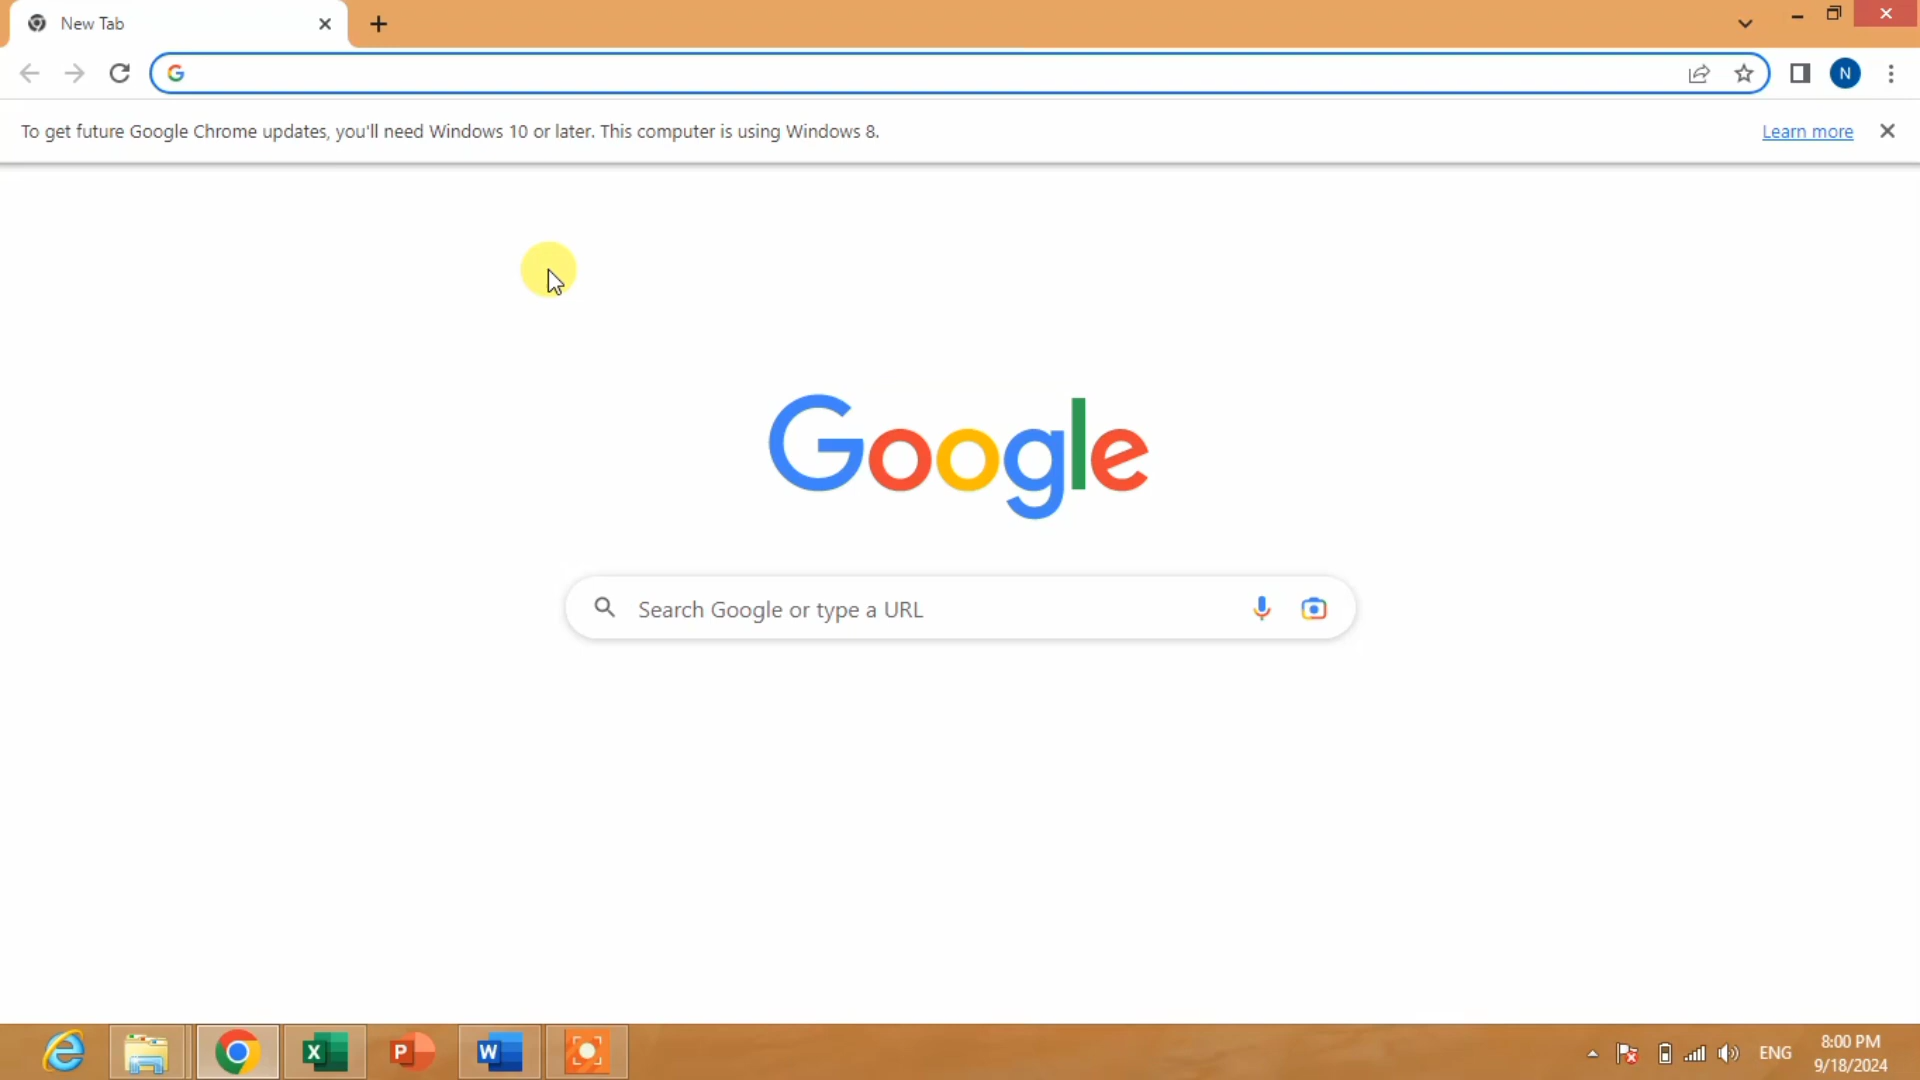 New Tab
To get future Google Chrome updates, you'll need Windows 10 or later. This computer is using Windows 8.
Learn more
Google
Search Google or type a URL
N
ENG
8:00 PM
9/18/2024